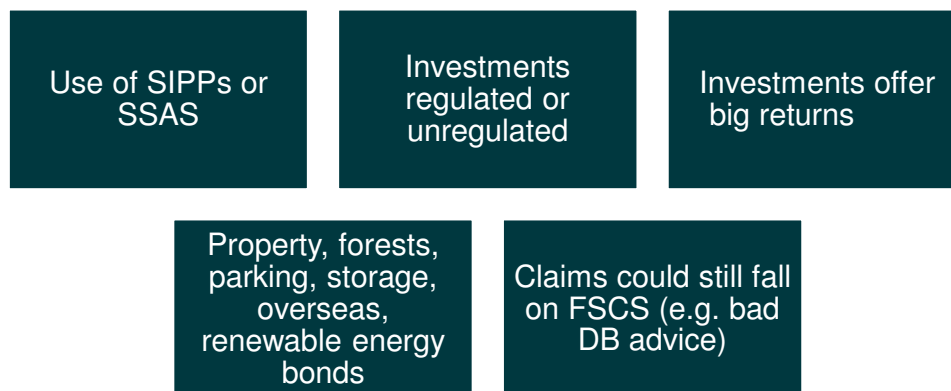 Use of SIPPs or
SSAS
Investments
regulated or
unregulated
Investments offer
big returns
Property, forests,
parking, storage,
overseas,
renewable energy
bonds
Claims could still fall
on FSCS (e.g. bad
DB advice)